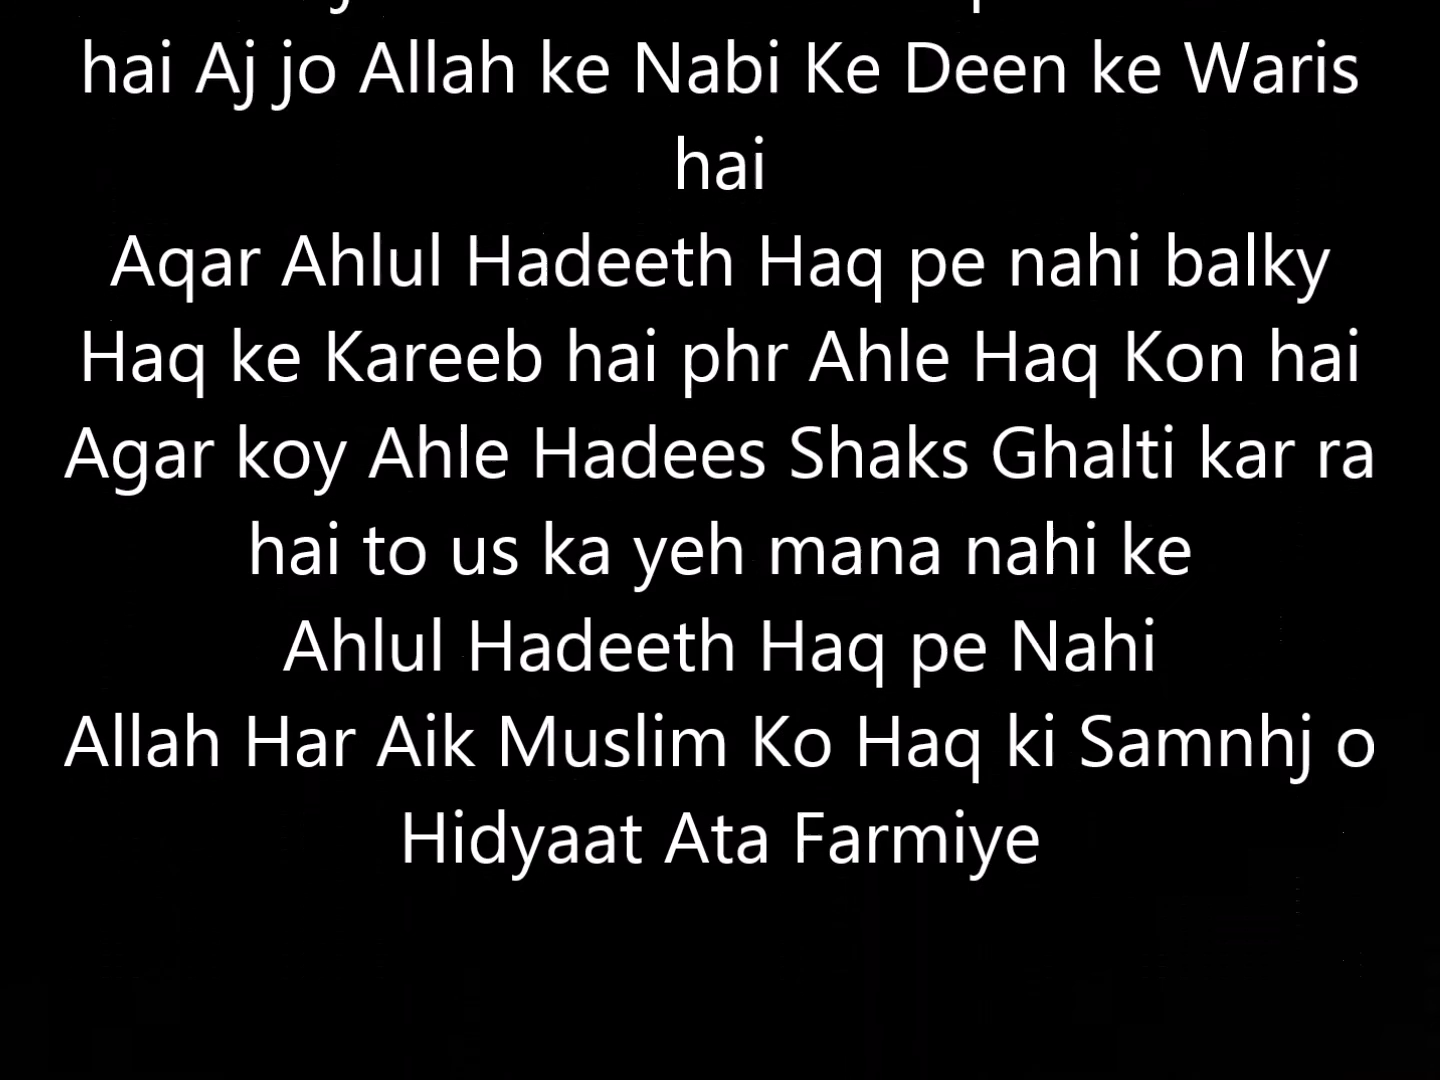 hai Aj jo Allah ke Nabi Ke Deen ke Waris
hai
Aqar Ahlul Hadeeth Haq pe nahi balky
Haq ke Kareeb hai phr Ahle Haq Kon hai
Agar koy Ahle Hadees Shaks Ghalti kar ra
hai to us ka yeh mana nahi ke
Ahlul Hadeeth Haq pe Nahi
Allah Har Aik Muslim Ko Haq ki Samnhj o
Hidyaat Ata Farmiye